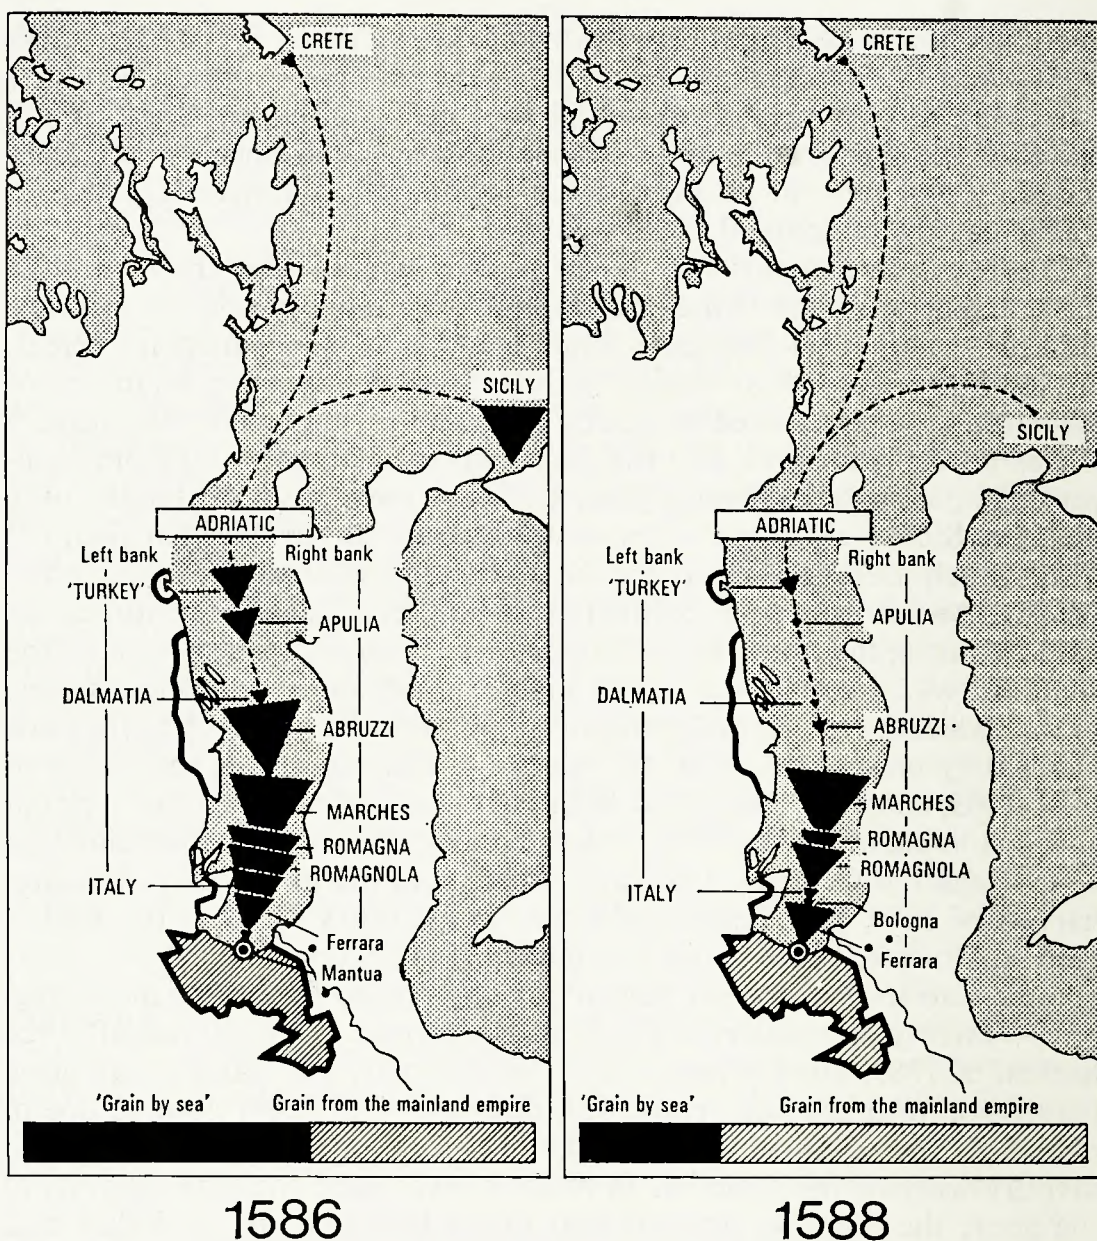 CRETE
SICILY
ADRIATIC
Left bank
Right bank
'TURKEY'
APULIA
DALMATIA
ABRUZZI
MARCHES
ROMAGNA
ROMAGNOLA
ITALY
Ferrara
Mantua
'Grain by sea' Grain from the mainland empire
1586
CRETE
SICILY
ADRIATIC
Left bank
Right bank
'TURKEY'
APULIA
DALMATIA
ABRUZZI
MARCHES
ROMAGNA
ROMAGNOLA
ITALY
Bologna
Ferrara
'Grain by sea' Grain from the mainland empire
1588